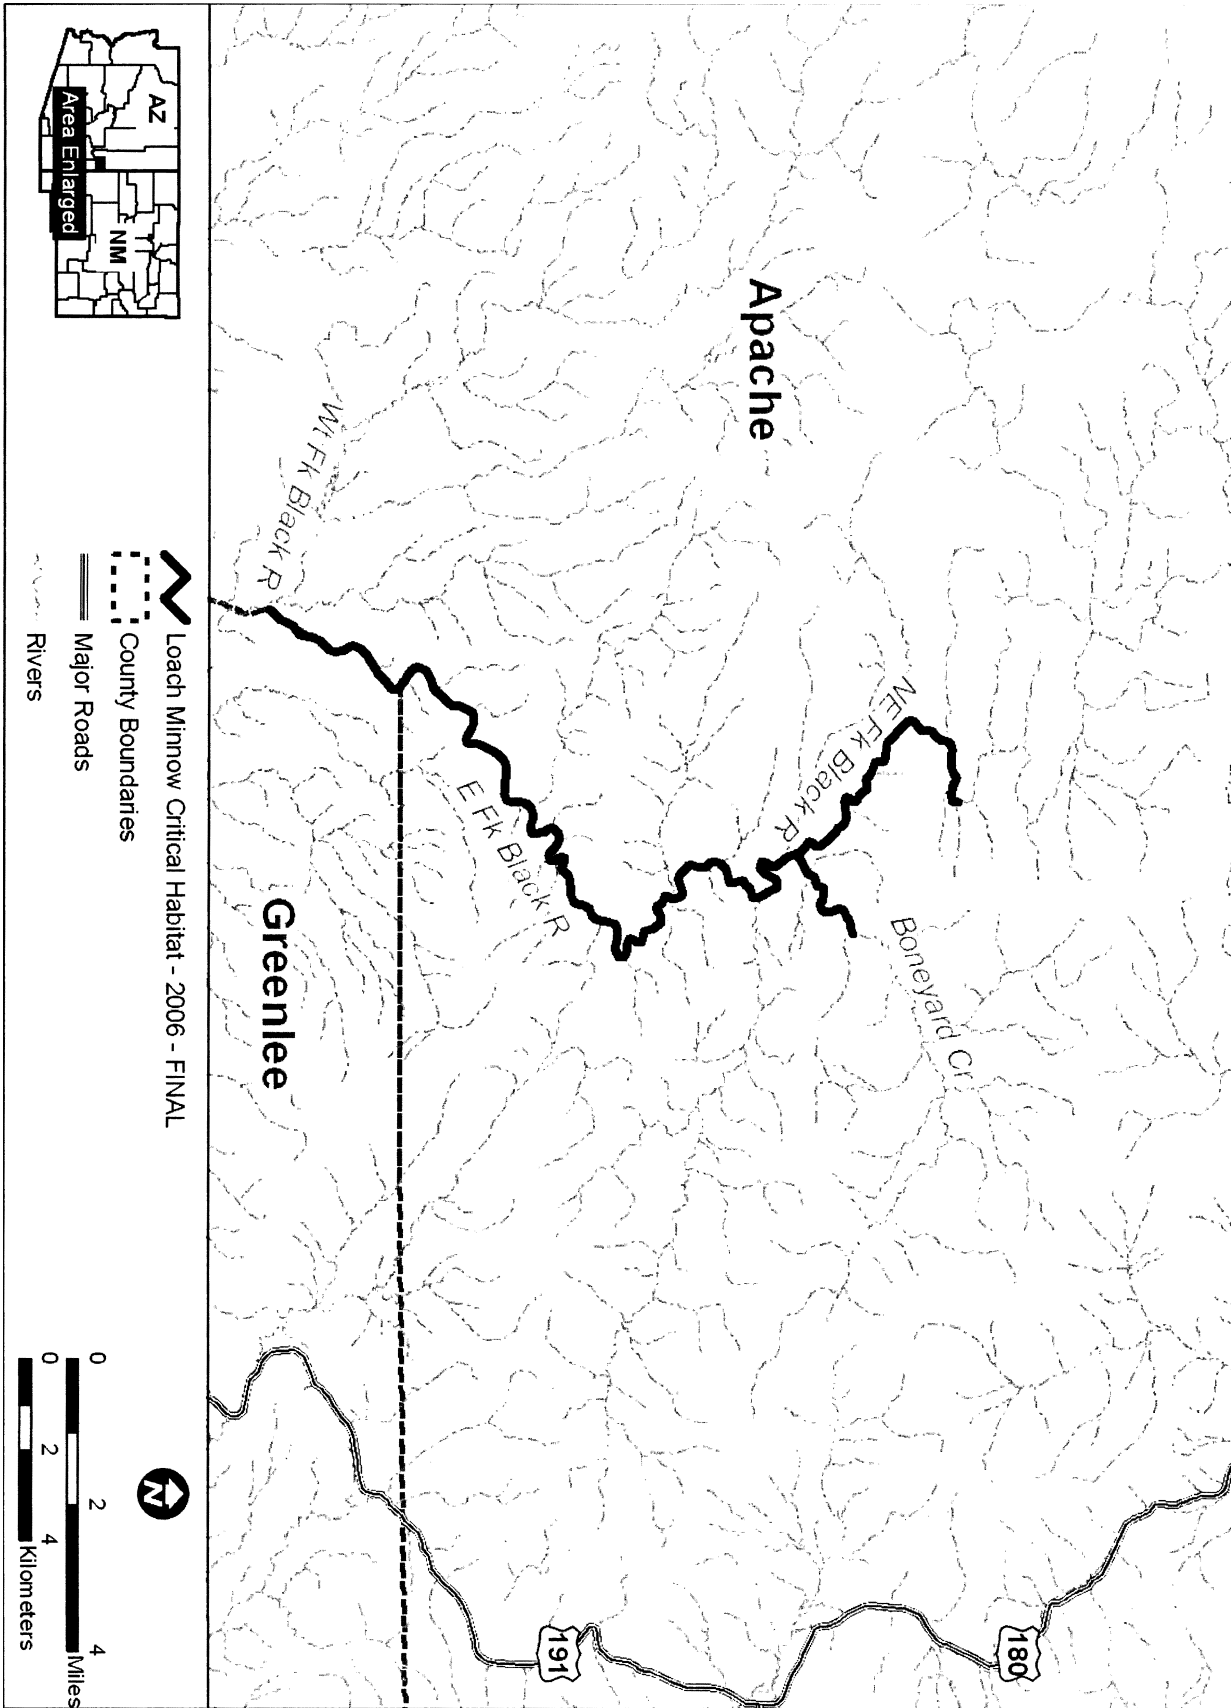 Apache
NE Fk Black R
Boneyard Cr
180
191
E Fk Black R
Wt Fk Black R
Greenlee
AZ
NM
Area Enlarged
Loach Minnow Critical Habitat - 2006 - FINAL
County Boundaries
Major Roads
Rivers
N
0 2 4 Miles
0 2 4 Kilometers